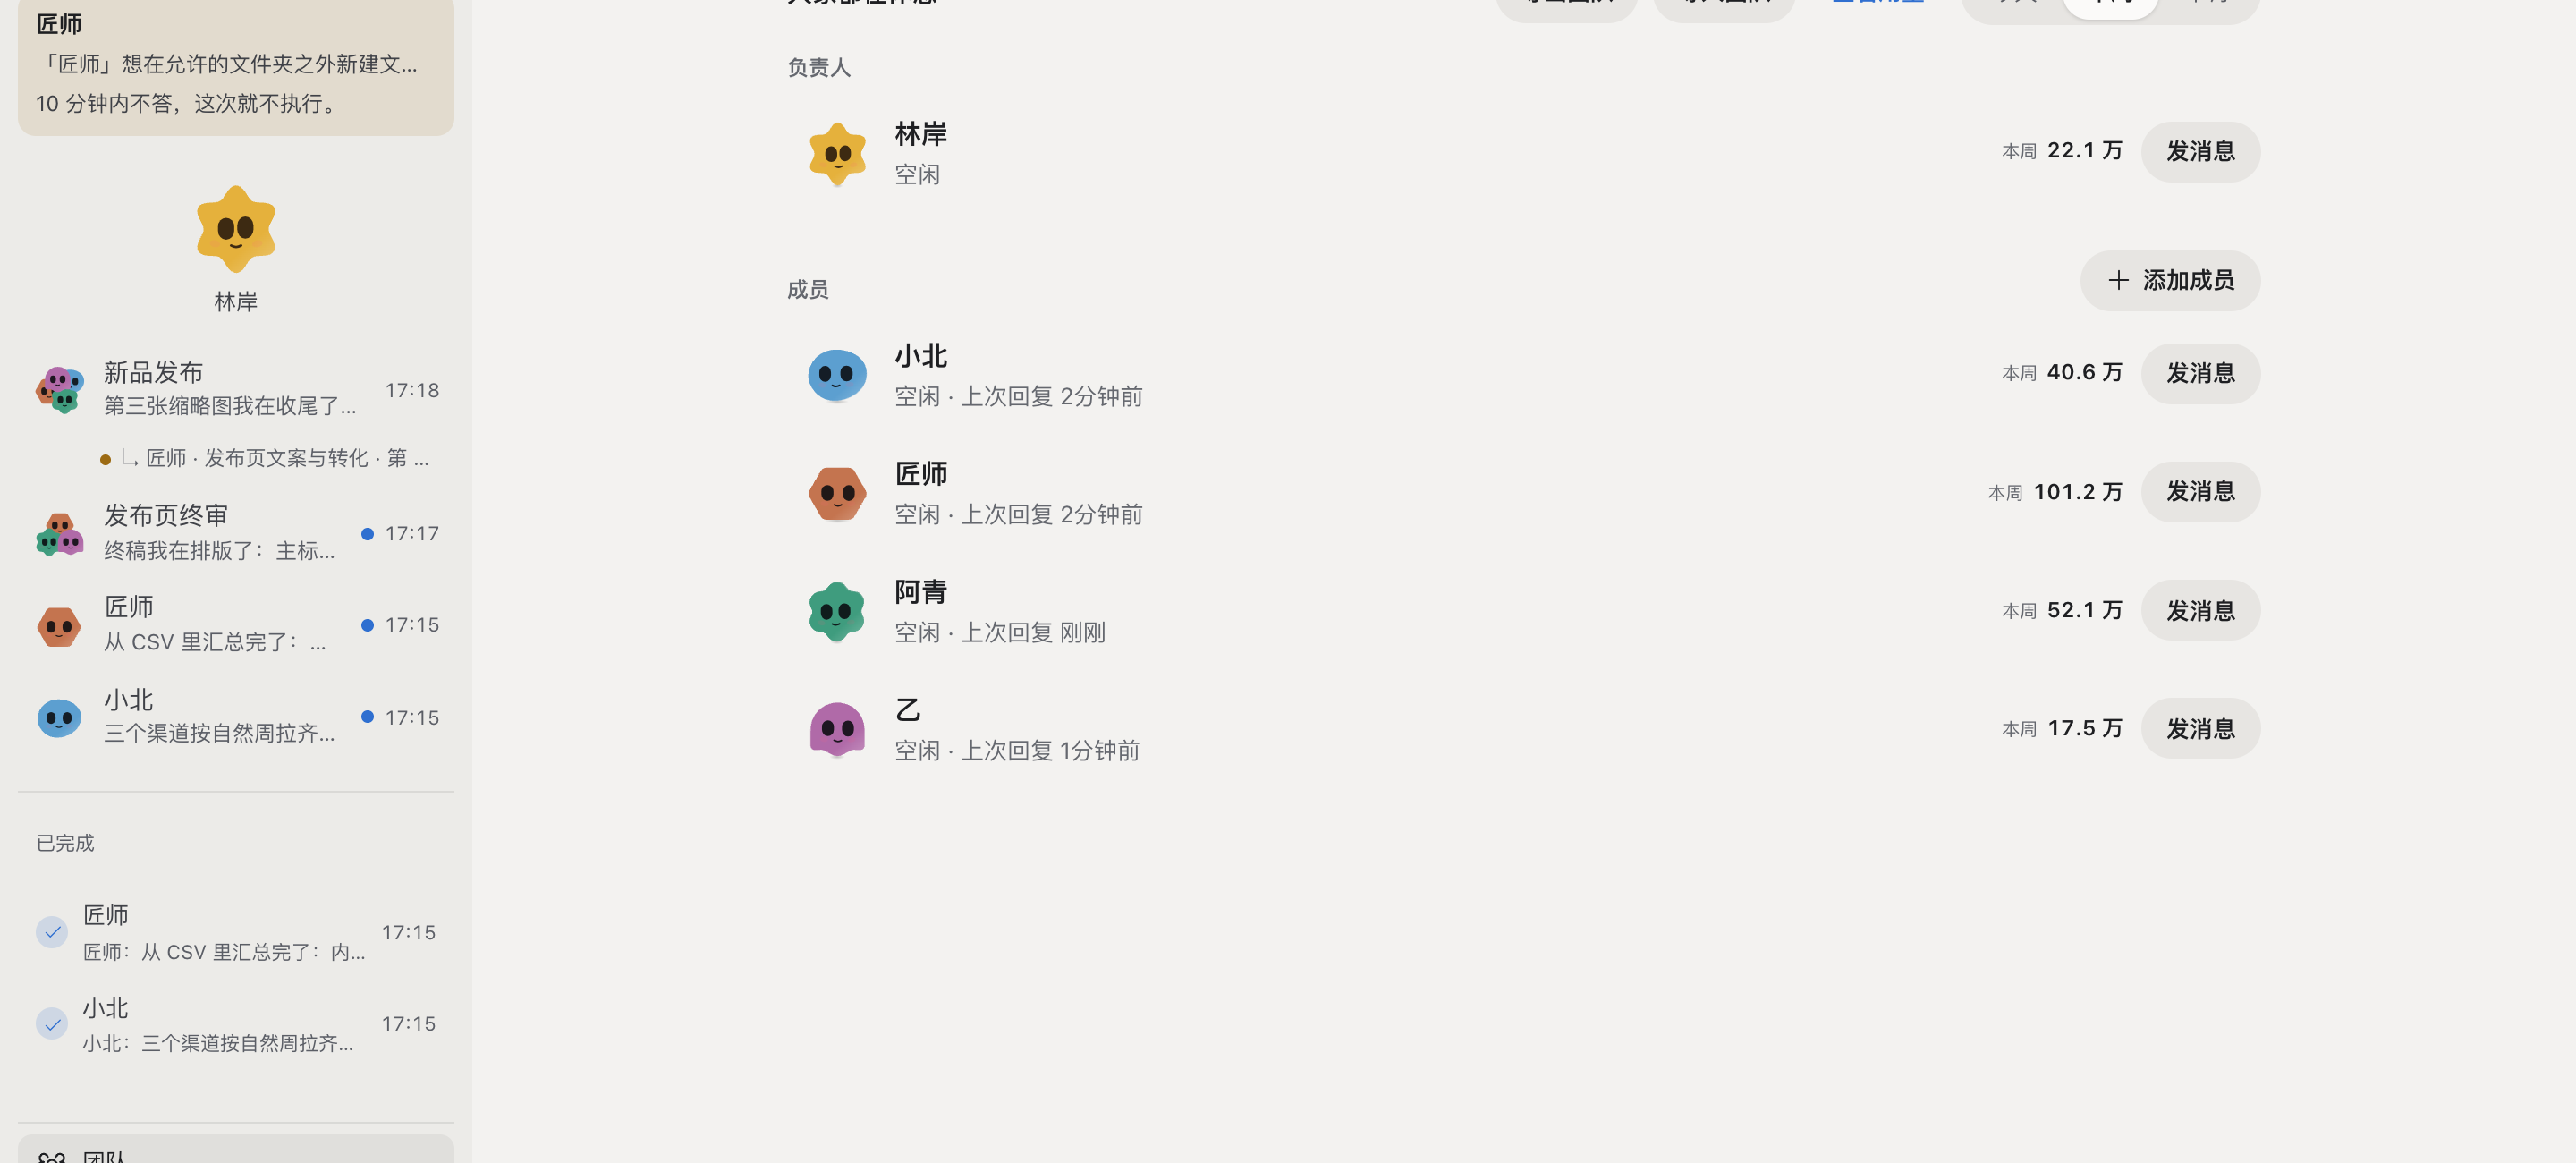 匠师
「匠师」想在允许的文件夹之外新建文...
10 分钟内不答，这次就不执行。
林岸
新品发布
17:18
第三张缩略图我在收尾了...
匠师 · 发布页文案与转化 · 第 ...
发布页终审
17:17
终稿我在排版了：主标...
匠师
17:15
从 CSV 里汇总完了：...
小北
17:15
三个渠道按自然周拉齐...
已完成
匠师
17:15
匠师：从 CSV 里汇总完了：内...
小北
17:15
小北：三个渠道按自然周拉齐...
团队
负责人
林岸
空闲
本周 22.1 万 发消息
成员
添加成员
小北
空闲 · 上次回复 2分钟前
本周 40.6 万 发消息
匠师
空闲 · 上次回复 2分钟前
本周 101.2 万 发消息
阿青
空闲 · 上次回复 刚刚
本周 52.1 万 发消息
乙
空闲 · 上次回复 1分钟前
本周 17.5 万 发消息